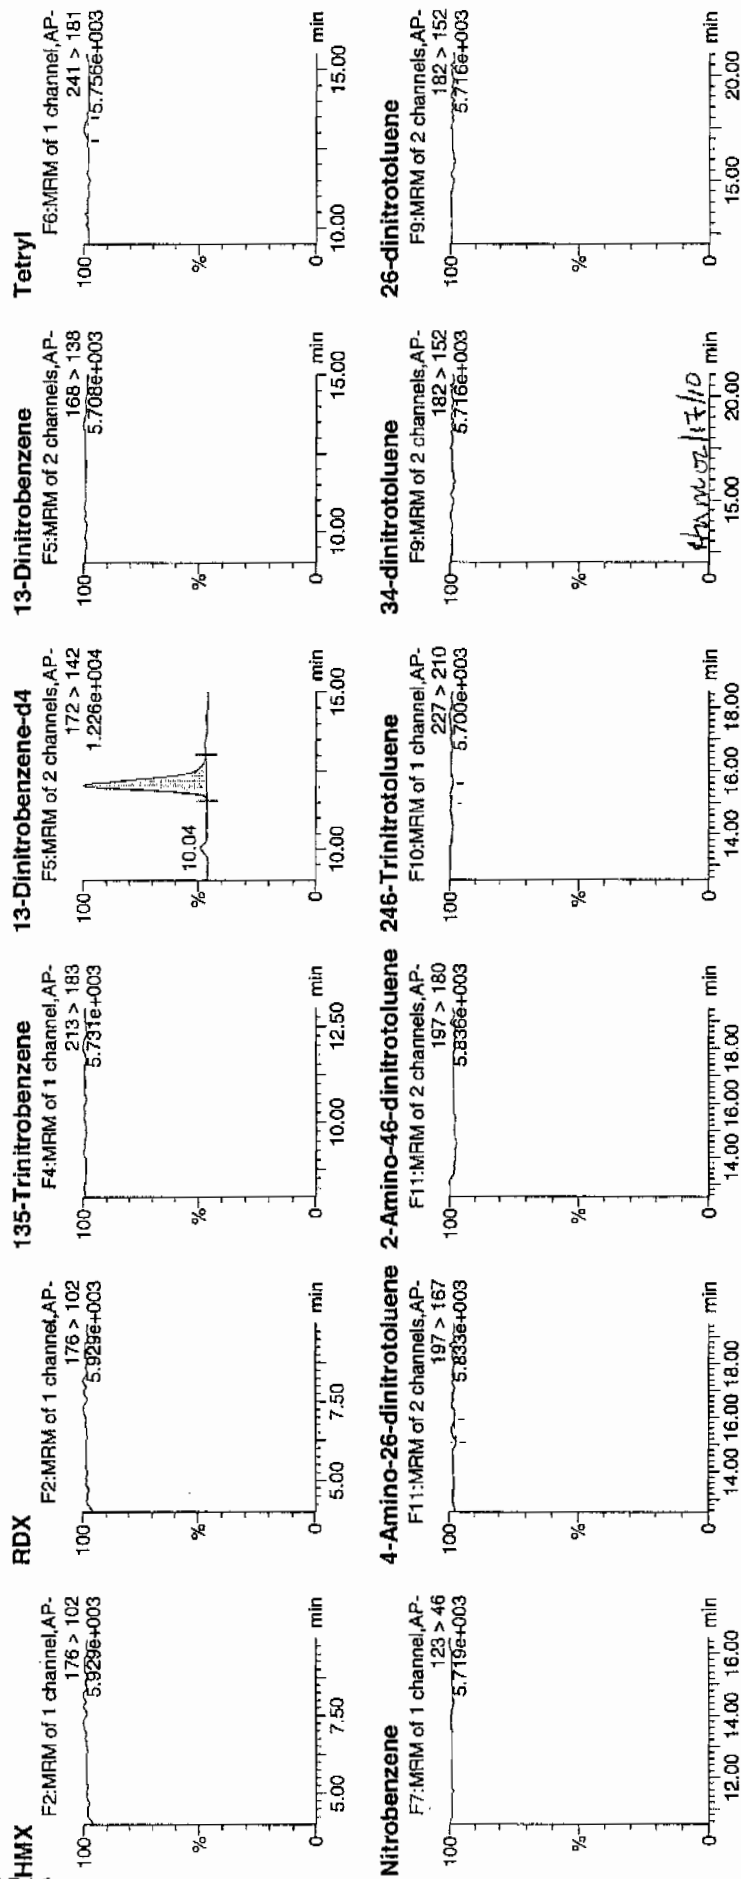 HMX
F2:MRM of 1 channel,AP-
176 > 102
5.929e+003
100
%
0
5.00 7.50 min
RDX
F2:MRM of 1 channel,AP-
176 > 102
5.929e+003
100
%
0
5.00 7.50 min
135-Trinitrobenzene
F4:MRM of 1 channel,AP-
213 > 183
5.731e+003
100
%
0
10.00 12.50 min
13-Dinitrobenzene-d4
F5:MRM of 2 channels,AP-
172 > 142
1.226e+004
100
10.04
%
0
10.00 15.00 min
13-Dinitrobenzene
F5:MRM of 2 channels,AP-
168 > 138
5.708e+003
100
%
0
10.00 15.00 min
Tetryl
F6:MRM of 1 channel,AP-
241 > 181
5.756e+003
100
%
0
10.00 15.00 min
Nitrobenzene
F7:MRM of 1 channel,AP-
123 > 46
5.719e+003
100
%
0
12.00 14.00 16.00 min
4-Amino-26-dinitrotoluene
F11:MRM of 2 channels,AP-
197 > 167
5.833e+003
100
%
0
14.00 16.00 18.00 min
2-Amino-46-dinitrotoluene
F11:MRM of 2 channels,AP-
197 > 180
5.836e+003
100
%
0
14.00 16.00 18.00 min
246-Trinitrotoluene
F10:MRM of 1 channel,AP-
227 > 210
5.700e+003
100
%
0
14.00 16.00 18.00 min
34-dinitrotoluene
F9:MRM of 2 channels,AP-
182 > 152
5.716e+003
100
%
0
02/17/10
15.00 20.00 min
26-dinitrotoluene
F9:MRM of 2 channels,AP-
182 > 152
5.716e+003
100
%
0
15.00 20.00 min